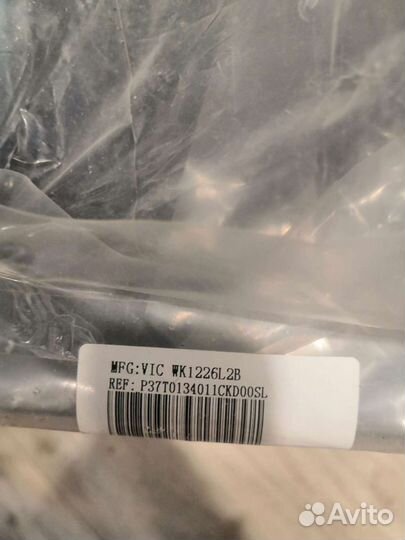 MFG:VIC WK1226L2B
REF: P37T0134011CKD00SL
Avito